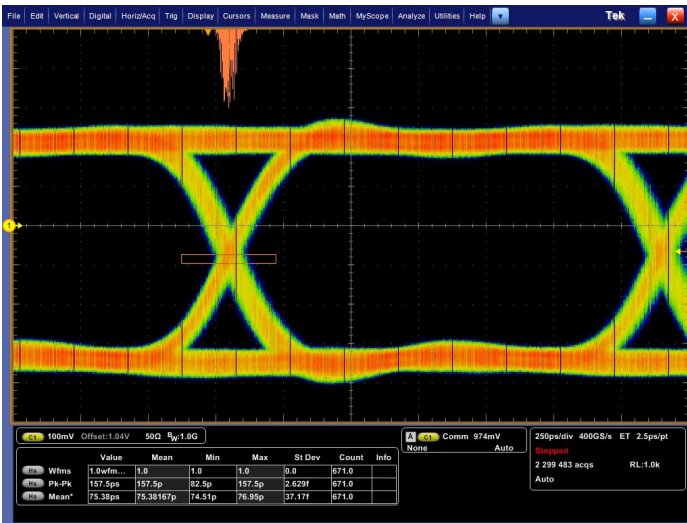 File Edit Vertical Digital Horiz/Acq Trig Display Cursors Measure Mask Math MyScope Analyze Utilities Help Tek X
1
C1 100mV Offset:1.04V 50Ω BW:1.0G
A C1 Comm 974mV
None Auto
250ps/div 400GS/s ET 2.5ps/pt
Stopped
2 299 483 acqs RL:1.0k
Auto
Value Mean Min Max St Dev Count Info
Hs Wfms 1.0wfm... 1.0 1.0 1.0 0.0 671.0
Hs Pk-Pk 157.5ps 157.5p 82.5p 157.5p 2.629f 671.0
Hs Mean* 75.38ps 75.38167p 74.51p 76.95p 37.17f 671.0